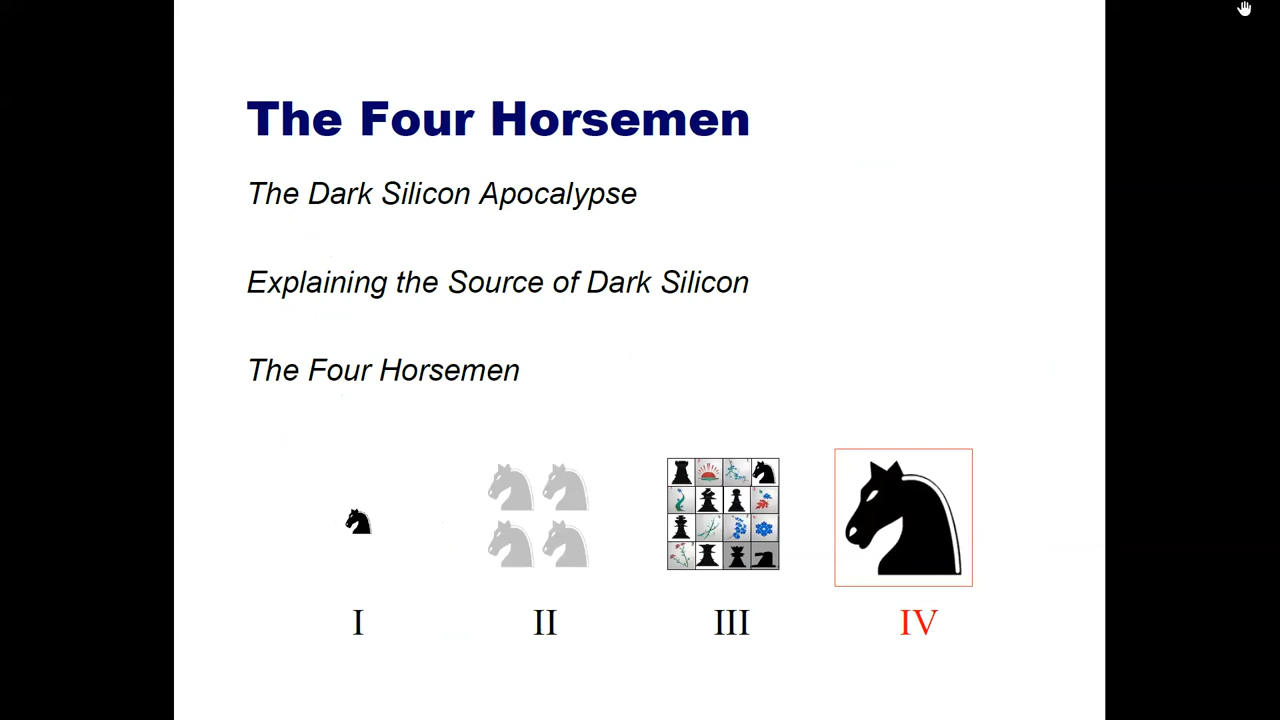 The Four Horsemen
The Dark Silicon Apocalypse
Explaining the Source of Dark Silicon
The Four Horsemen
I II III IV